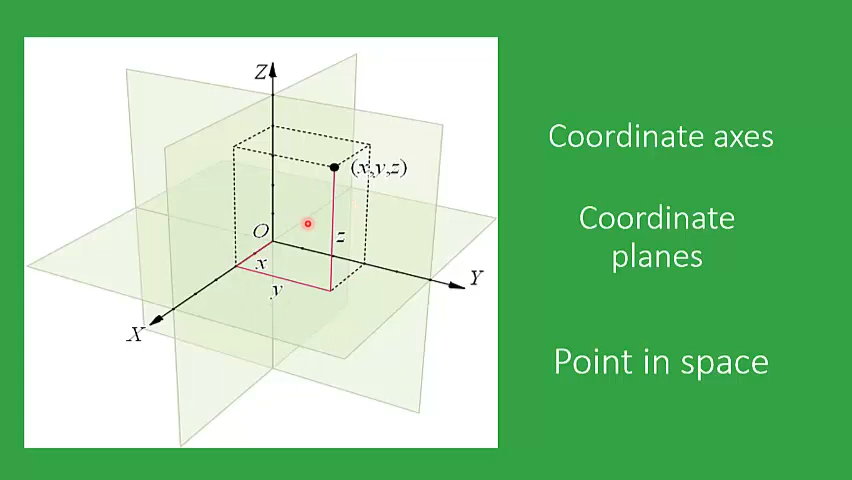 Z
(x,y,z)
O
z
x
y
Y
X
Coordinate axes
Coordinate
planes
Point in space